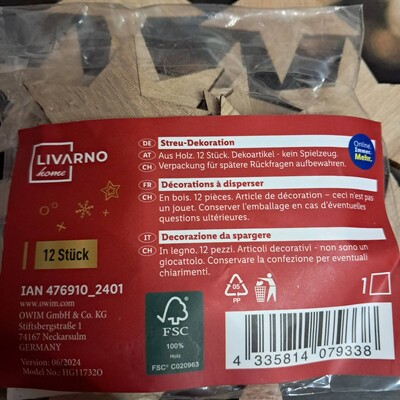 LIVARNO
home
12 Stück
IAN 476910_2401
www.owim.com
OWIM GmbH & Co. KG
Stiftsbergstraße 1
74167 Neckarsulm
GERMANY
Version: 06/2024
Model No.: HG11732O
DE Streu-Dekoration
AT Aus Holz. 12 Stück. Dekoartikel - kein Spielzeug.
CH Verpackung für spätere Rückfragen aufbewahren.
Online.
Immer.
Mehr.
FR Décorations à disperser
CH En bois. 12 pièces. Article de décoration – ceci n'est pas
un jouet. Conserver l'emballage en cas d'éventuelles
questions ultérieures.
IT Decorazione da spargere
CH In legno. 12 pezzi. Articoli decorativi - non sono un
giocattolo. Conservare la confezione per eventuali
chiarimenti.
FSC
100%
Holz
FSC® C020963
05
PP
1
4 335814 079338